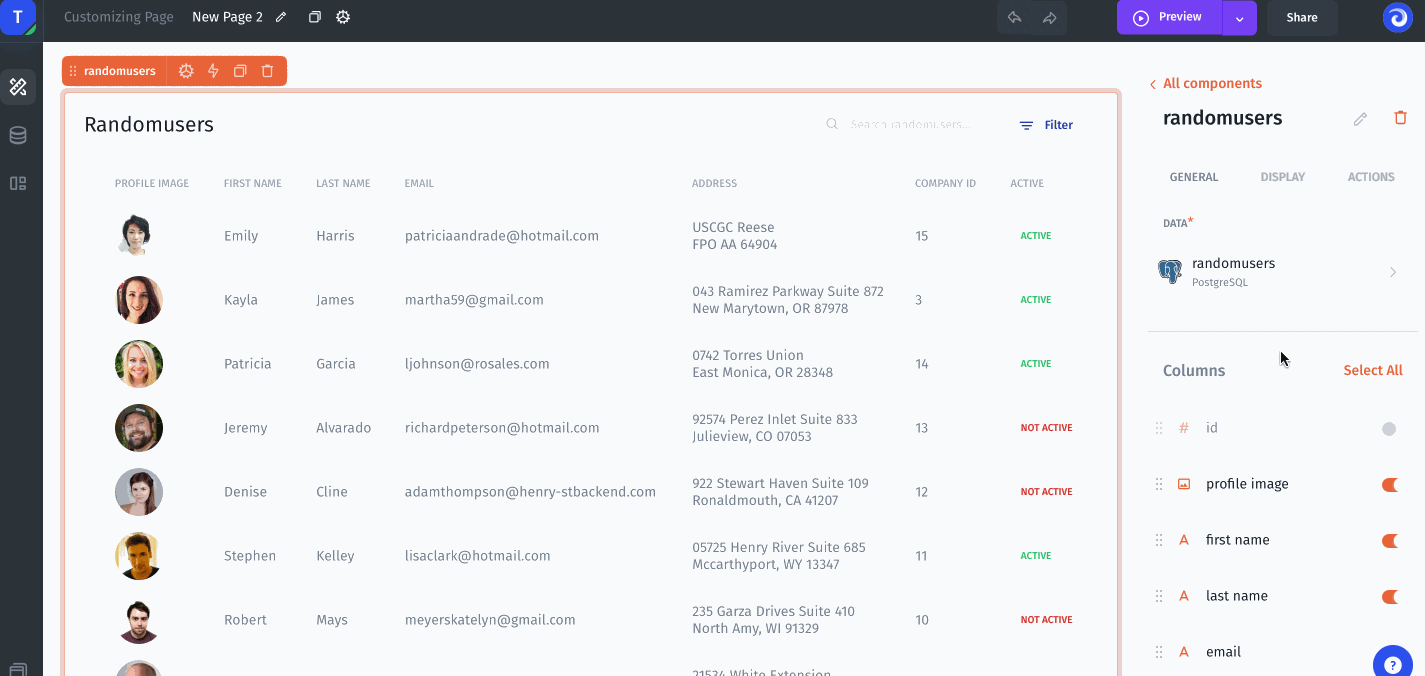 T
Customizing Page
New Page 2
Preview
Share
randomusers
Randomusers
Search randomusers...
Filter
PROFILE IMAGE FIRST NAME LAST NAME EMAIL ADDRESS COMPANY ID ACTIVE
Emily Harris patriciaandrade@hotmail.com USCGC Reese 15 ACTIVE
FPO AA 64904
Kayla James martha59@gmail.com 043 Ramirez Parkway Suite 872 3 ACTIVE
New Marytown, OR 87978
Patricia Garcia ljohnson@rosales.com 0742 Torres Union 14 ACTIVE
East Monica, OR 28348
Jeremy Alvarado richardpeterson@hotmail.com 92574 Perez Inlet Suite 833 13 NOT ACTIVE
Julieview, CO 07053
Denise Cline adamthompson@henry-stbackend.com 922 Stewart Haven Suite 109 12 NOT ACTIVE
Ronaldmouth, CA 41207
Stephen Kelley lisaclark@hotmail.com 05725 Henry River Suite 685 11 ACTIVE
Mccarthyport, WY 13347
Robert Mays meyerskatelyn@gmail.com 235 Garza Drives Suite 410 10 NOT ACTIVE
North Amy, WI 91329
21534 White Extension
All components
randomusers
GENERAL DISPLAY ACTIONS
DATA*
randomusers
PostgreSQL
Columns Select All
# id
profile image
A first name
A last name
A email
?